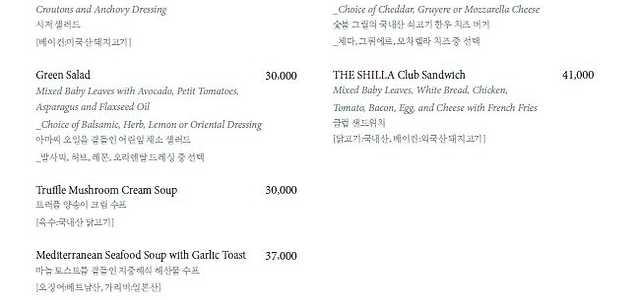 Croutons and Anchovy Dressing
시저 샐러드
[베이컨:미국산 돼지고기]
Green Salad 30,000
Mixed Baby Leaves with Avocado, Petit Tomatoes,
Asparagus and Flaxseed Oil
_Choice of Balsamic, Herb, Lemon or Oriental Dressing
아마씨 오일을 곁들인 어린잎 채소 샐러드
_발사믹, 허브, 레몬, 오리엔탈 드레싱 중 선택
Truffle Mushroom Cream Soup 30,000
트러플 양송이 크림 수프
[육수:국내산 닭고기]
Mediterranean Seafood Soup with Garlic Toast 37,000
마늘 토스트를 곁들인 지중해식 해산물 수프
[오징어:베트남산, 가리비:일본산]
_Choice of Cheddar, Gruyere or Mozzarella Cheese
숯불 그릴의 국내산 쇠고기 한우 치즈 버거
_체다, 그뤼에르, 모차렐라 치즈 중 선택
THE SHILLA Club Sandwich 41,000
Mixed Baby Leaves, White Bread, Chicken,
Tomato, Bacon, Egg, and Cheese with French Fries
클럽 샌드위치
[닭고기:국내산, 베이컨:외국산 돼지고기]